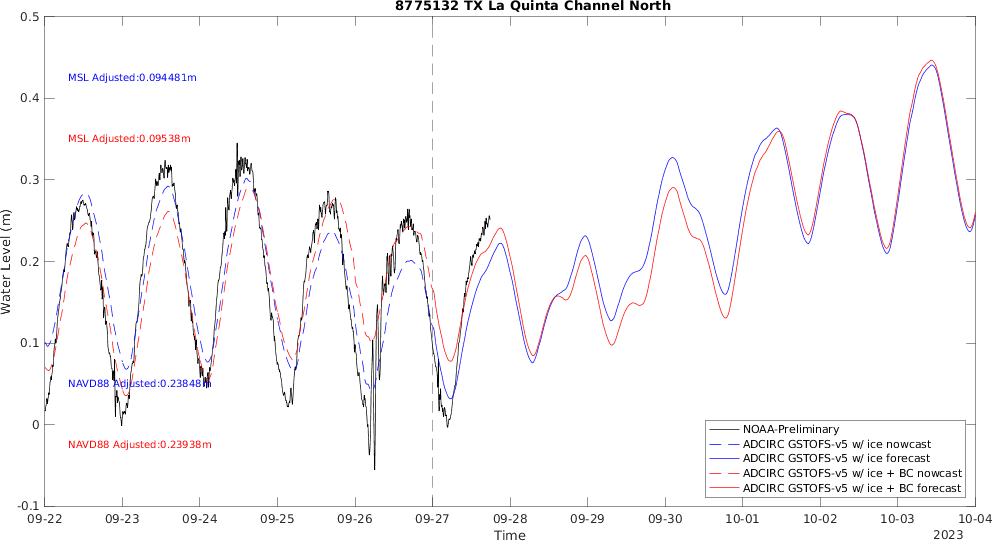 8775132 TX La Quinta Channel North
0.5
0.4
0.3
0.2
0.1
0
-0.1
Water Level (m)
MSL Adjusted:0.094481m
MSL Adjusted:0.09538m
NAVD88 Adjusted:0.23848m
NAVD88 Adjusted:0.23938m
NOAA-Preliminary
ADCIRC GSTOFS-v5 w/ ice nowcast
ADCIRC GSTOFS-v5 w/ ice forecast
ADCIRC GSTOFS-v5 w/ ice + BC nowcast
ADCIRC GSTOFS-v5 w/ ice + BC forecast
09-22 09-23 09-24 09-25 09-26 09-27 09-28 09-29 09-30 10-01 10-02 10-03 10-04
Time
2023